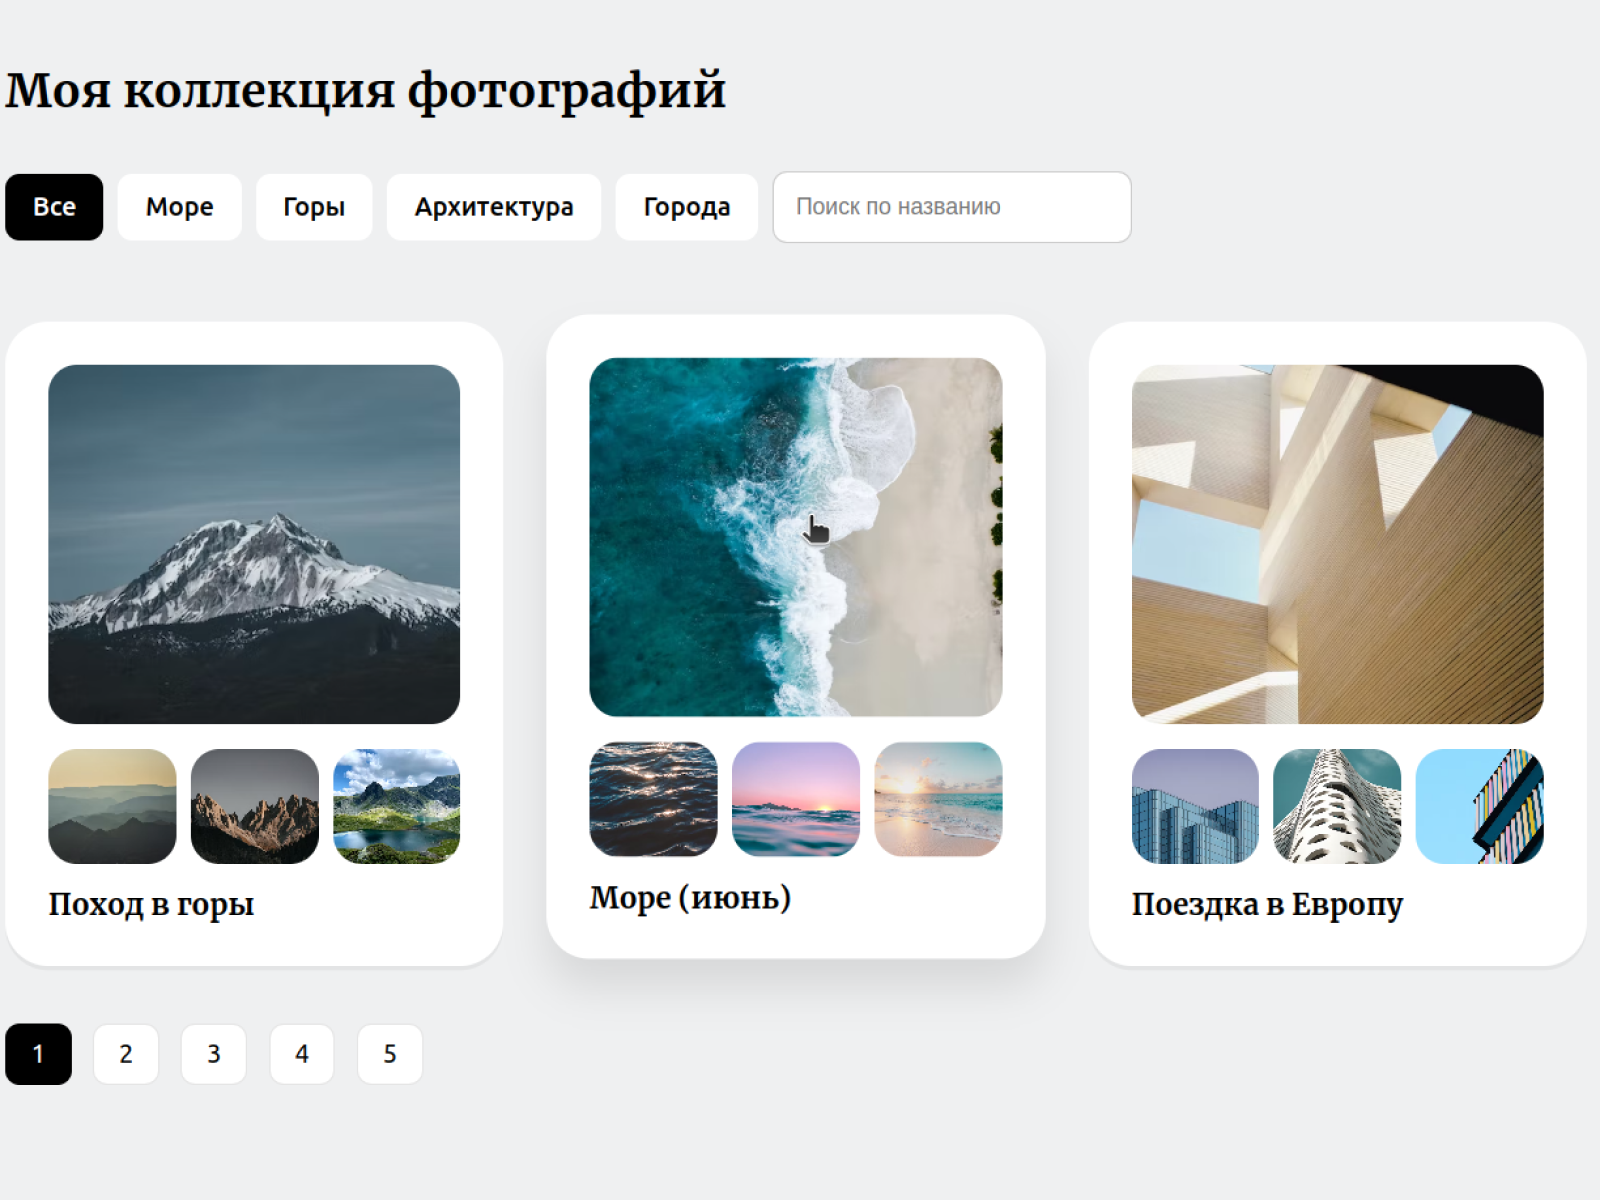 Моя коллекция фотографий
Все Море Горы Архитектура Города Поиск по названию
Поход в горы
Море (июнь)
Поездка в Европу
1 2 3 4 5